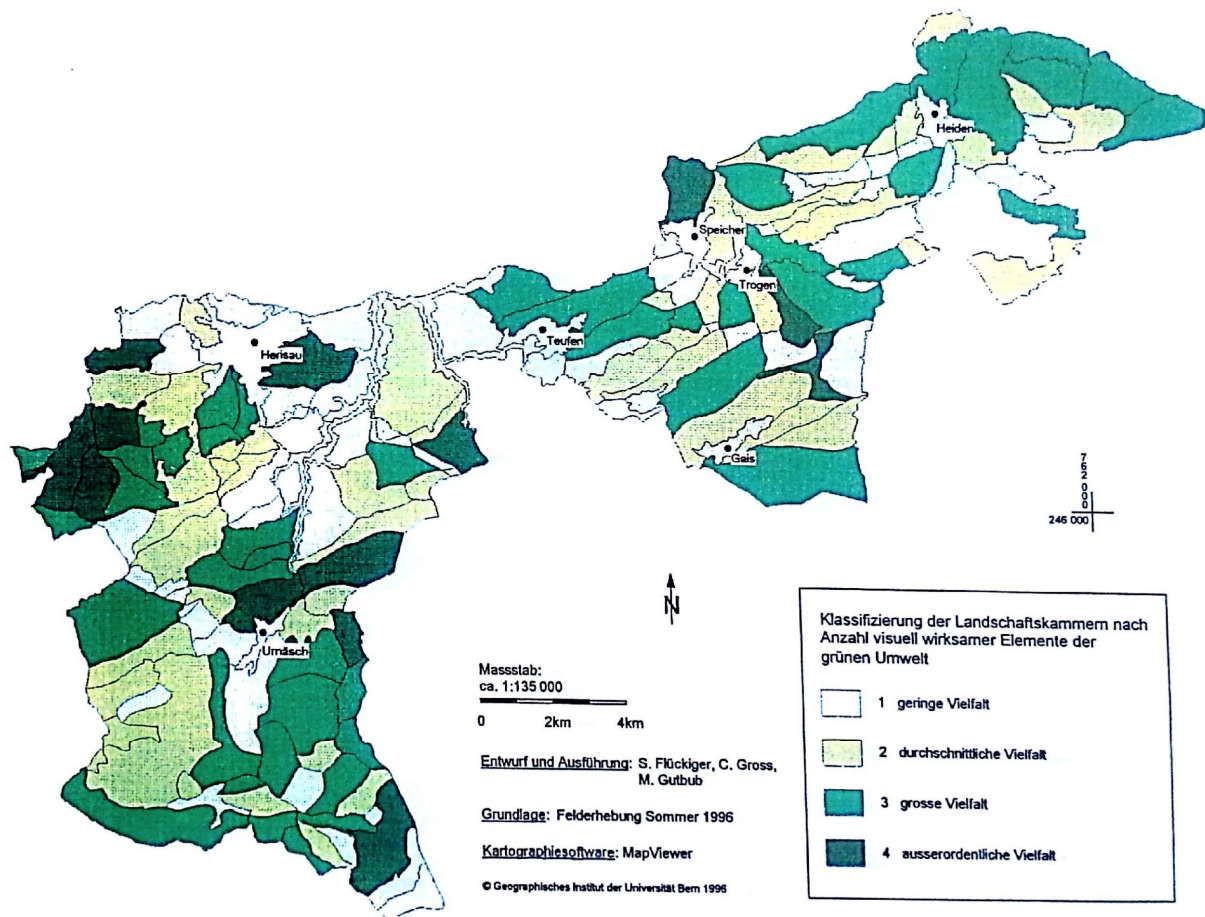 Heiden
Speicher
Trogen
Teufen
Herisau
Gais
Urnäsch
762000
246 000
N
Massstab:
ca. 1:135 000
0 2km 4km
Entwurf und Ausführung: S. Flückiger, C. Gross,
M. Gutbub
Grundlage: Felderhebung Sommer 1996
Kartographiesoftware: MapViewer
© Geographisches Institut der Universität Bern 1996
Klassifizierung der Landschaftskammern nach
Anzahl visuell wirksamer Elemente der
grünen Umwelt
1 geringe Vielfalt
2 durchschnittliche Vielfalt
3 grosse Vielfalt
4 ausserordentliche Vielfalt